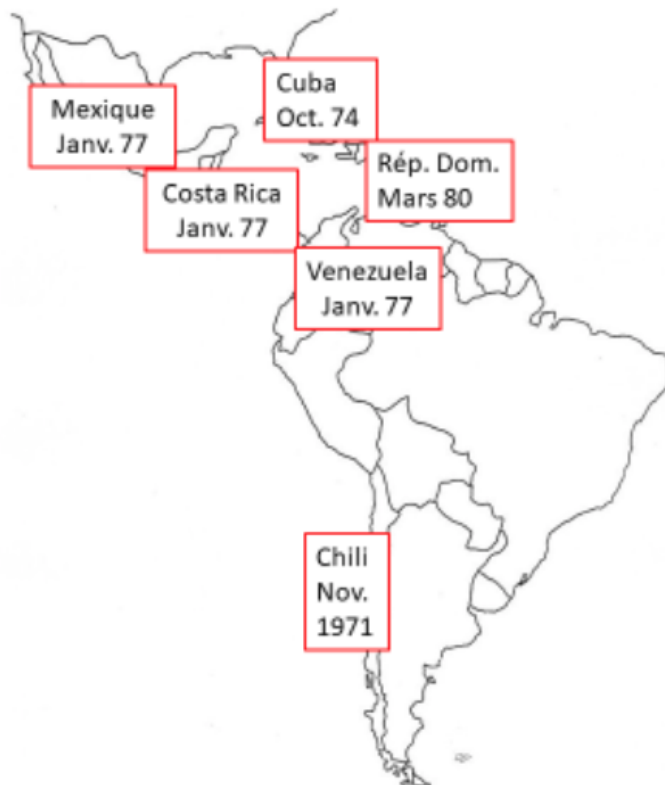 Cuba
Oct. 74
Mexique
Janv. 77
Rép. Dom.
Mars 80
Costa Rica
Janv. 77
Venezuela
Janv. 77
Chili
Nov.
1971